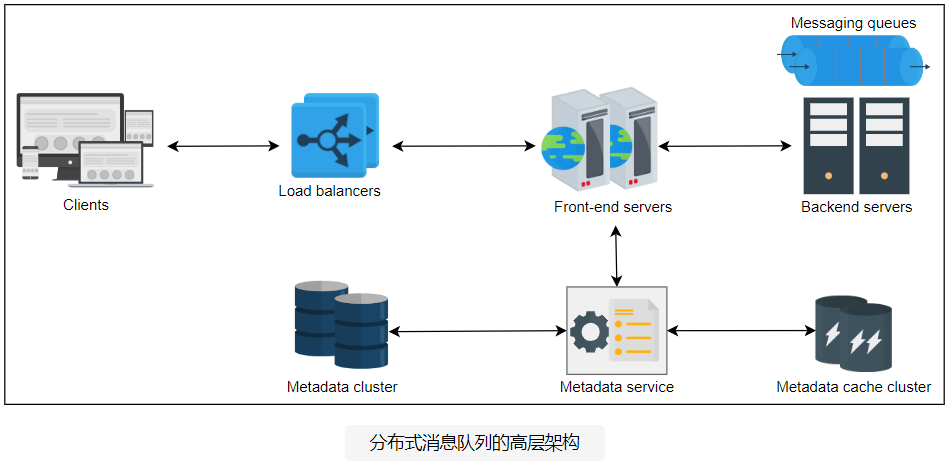 Messaging queues
Clients
Load balancers
Front-end servers
Backend servers
Metadata cluster
Metadata service
Metadata cache cluster
分布式消息队列的高层架构